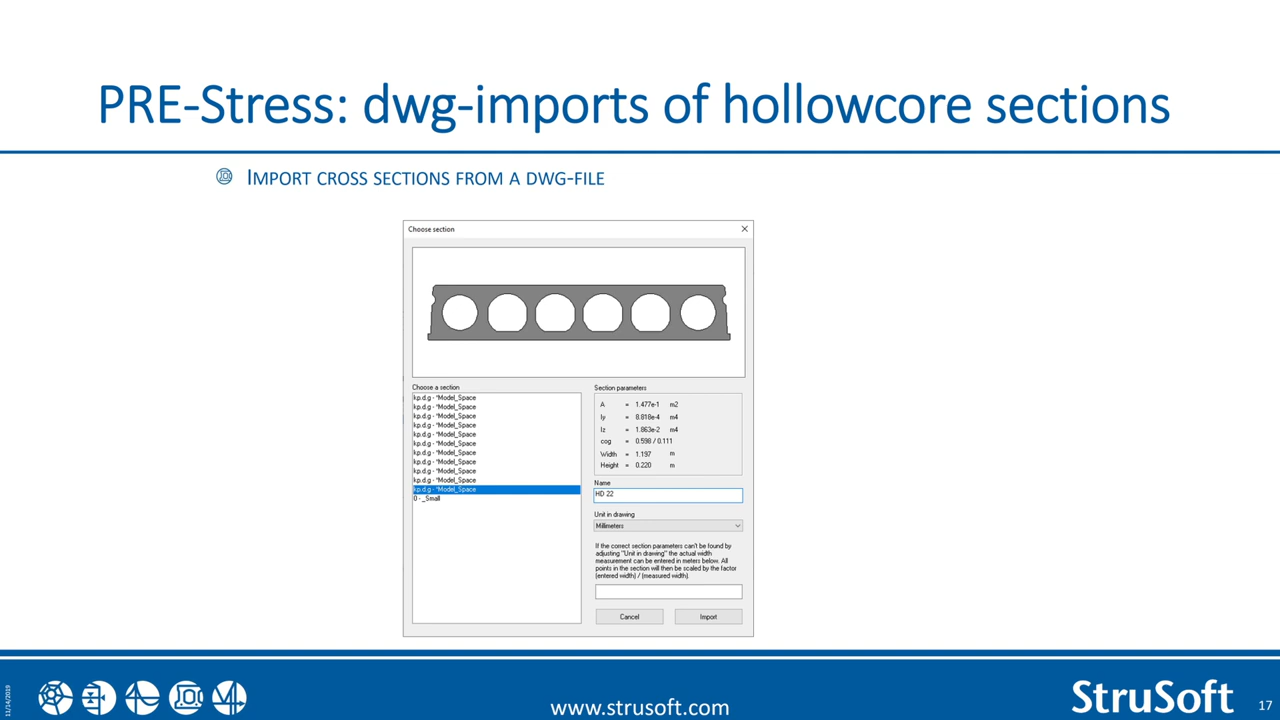 PRE-Stress: dwg-imports of hollowcore sections
IMPORT CROSS SECTIONS FROM A DWG-FILE
Choose section
Choose a section
kp.d.g - *Model_Space
kp.d.g - *Model_Space
kp.d.g - *Model_Space
kp.d.g - *Model_Space
kp.d.g - *Model_Space
kp.d.g - *Model_Space
kp.d.g - *Model_Space
kp.d.g - *Model_Space
kp.d.g - *Model_Space
kp.d.g - *Model_Space
kp.d.g - *Model_Space
0 - _Small
Section parameters
A = 1.477e-1 m2
Iy = 8.818e-4 m4
Iz = 1.863e-2 m4
cog = 0.598 / 0.111
Width = 1.197 m
Height = 0.220 m
Name
HD 22
Unit in drawing
Millimeters
If the correct section parameters can't be found by
adjusting "Unit in drawing" the actual width
measurement can be entered in meters below. All
points in the section will then be scaled by the factor
(entered width) / (measured width).
Cancel Import
11/14/2019
www.strusoft.com
StruSoft
17